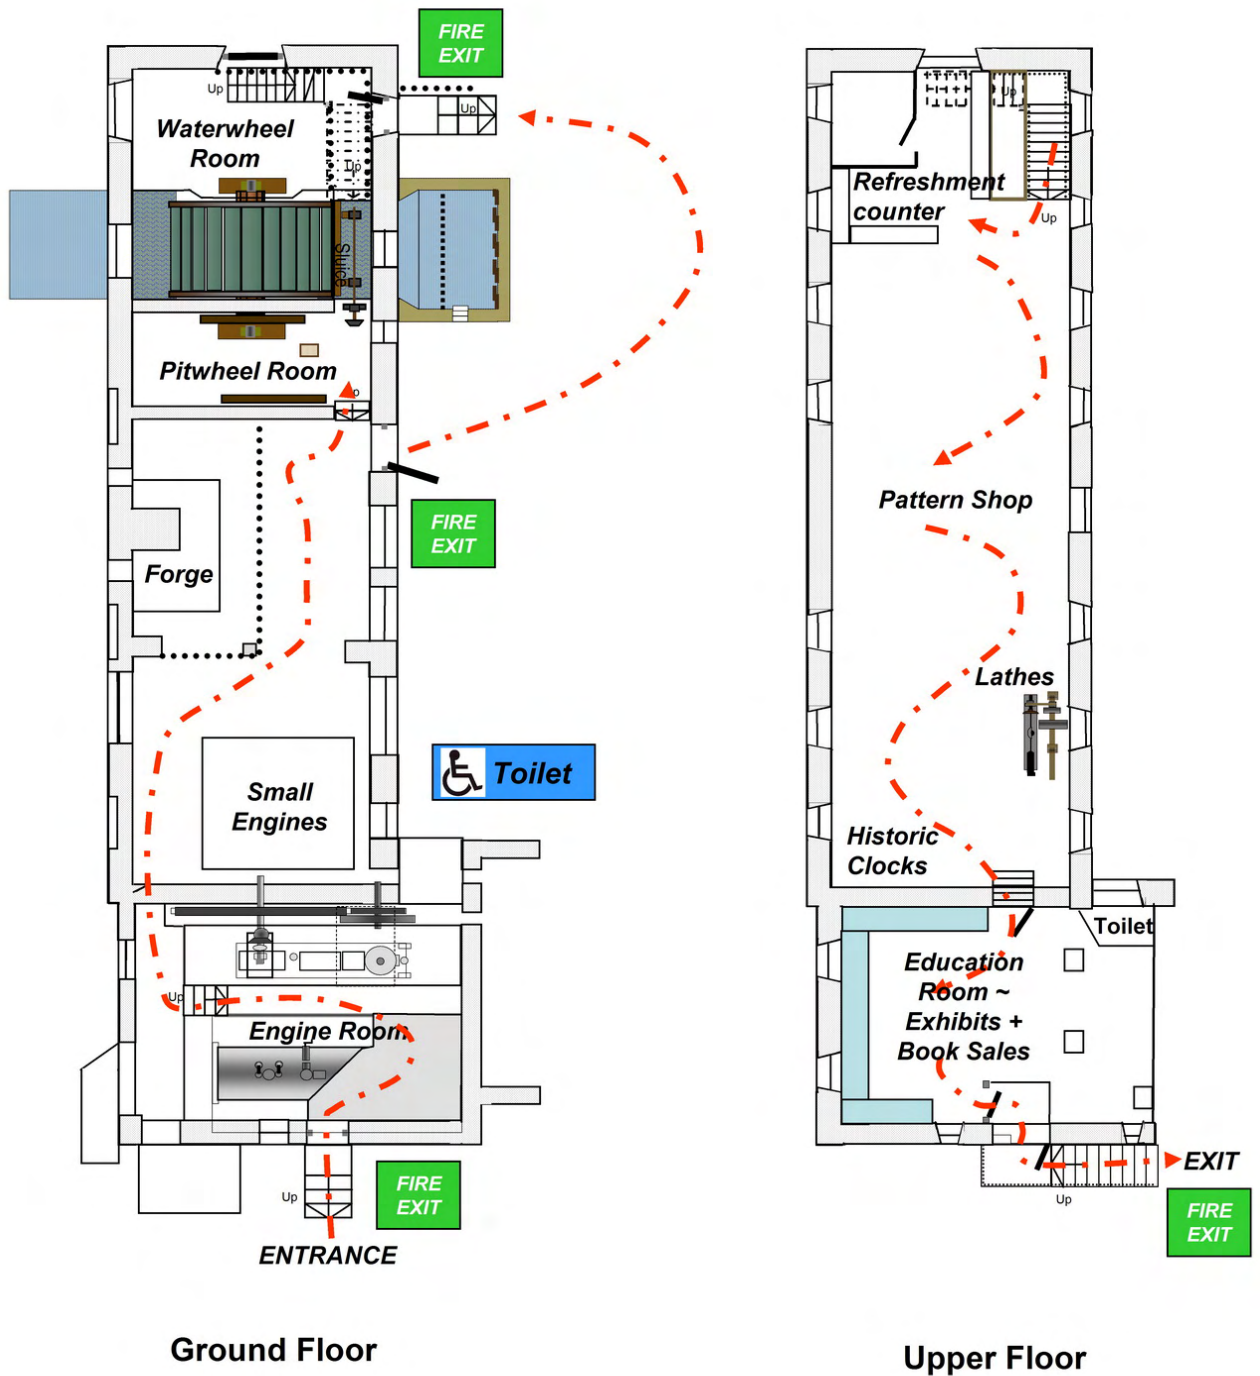 FIRE
EXIT
Up
Up
Waterwheel
Room
Up
Sluice
Pitwheel Room
Up
FIRE
EXIT
Forge
Toilet
Small
Engines
Up
Engine Room
Up
FIRE
EXIT
ENTRANCE
Ground Floor
Up
Refreshment
counter
Up
Pattern Shop
Lathes
Historic
Clocks
Toilet
Education
Room ~
Exhibits +
Book Sales
EXIT
Up
FIRE
EXIT
Upper Floor